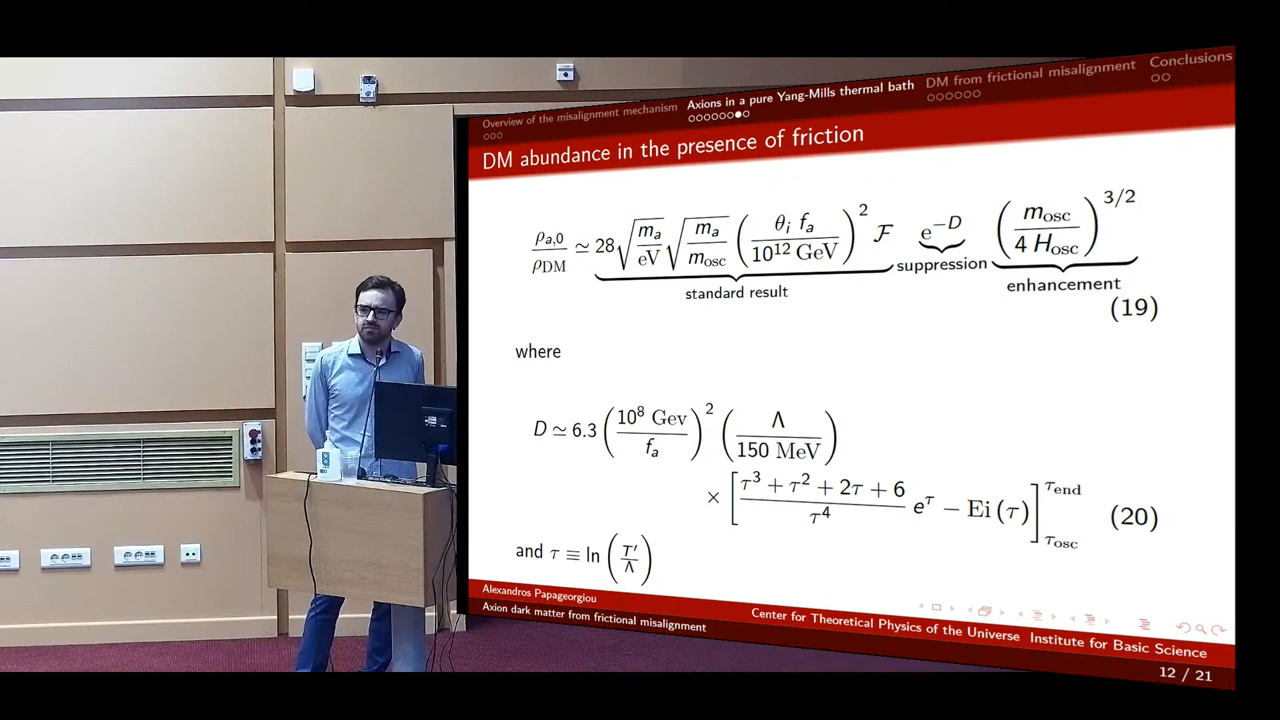 Overview of the misalignment mechanism Axions in a pure Yang-Mills thermal bath DM from frictional misalignment Conclusions
DM abundance in the presence of friction
ρa,0 / ρDM ≃ 28 √(ma / eV) √(ma / mosc) (θi fa / 10^12 GeV)^2 ℱ e^−D (mosc / 4 Hosc)^3/2
standard result suppression enhancement
(19)
where
D ≃ 6.3 (10^8 Gev / fa)^2 (Λ / 150 MeV)
× [ (τ^3 + τ^2 + 2τ + 6) / τ^4 e^τ − Ei (τ) ] τend τosc (20)
and τ ≡ ln (T′ / Λ)
Alexandros Papageorgiou Center for Theoretical Physics of the Universe Institute for Basic Science
Axion dark matter from frictional misalignment 12 / 21